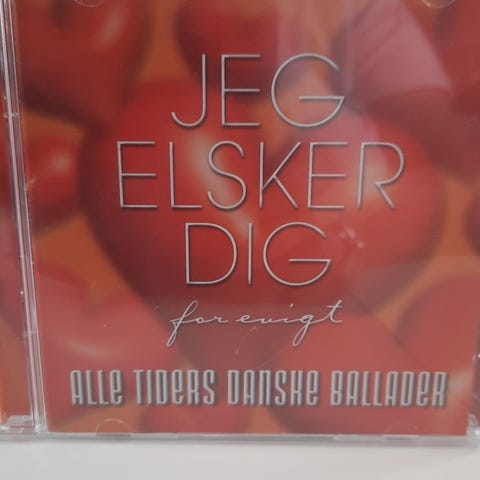 JEG
ELSKER
DIG
for evigt
ALLE TIDERS DANSKE BALLADER